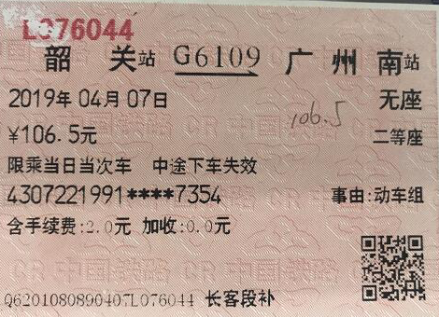 L076044
韶关站 G6109 广州南站
2019年04月07日 无座
¥106.5元 106.5 二等座
限乘当日当次车 中途下车失效
4307221991****7354 事由:动车组
含手续费:2.0元 加收:0.0元
Q6201080890407L076044 长客段补